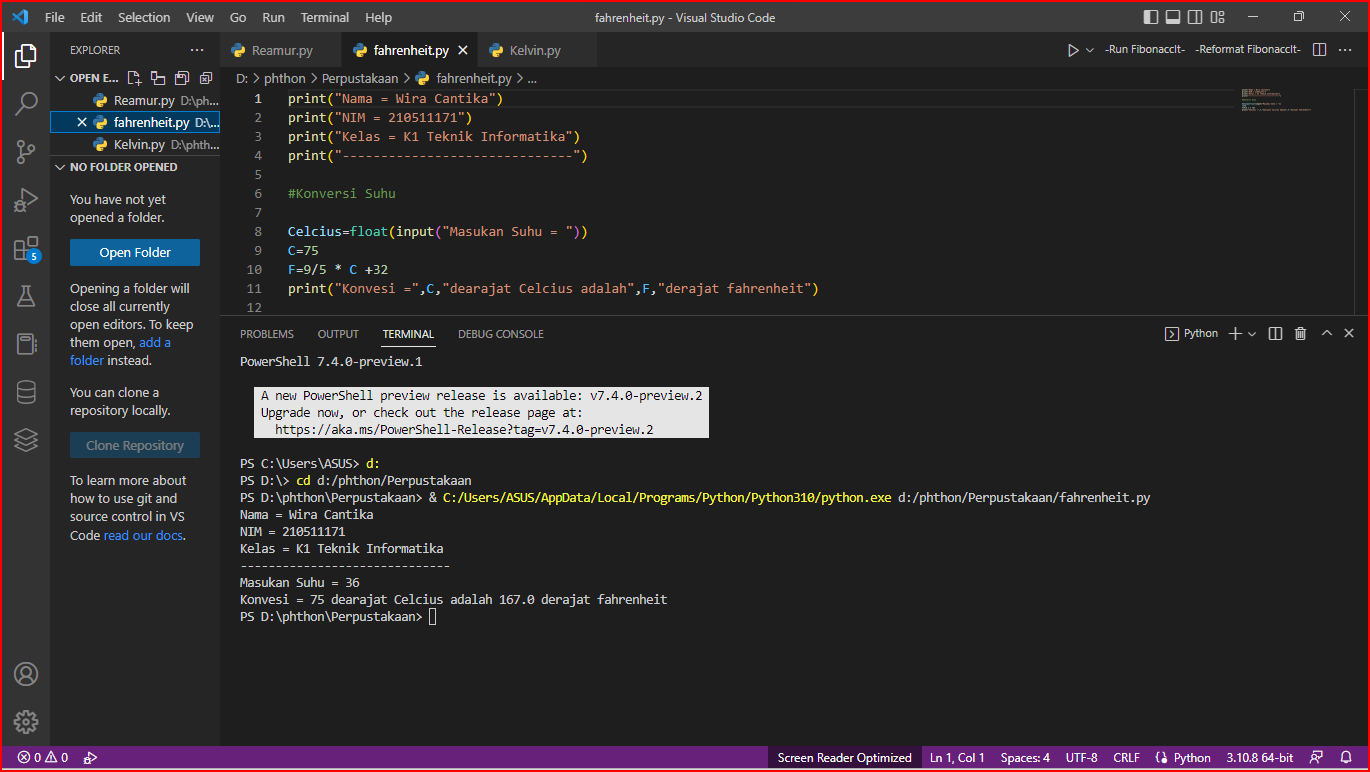 File Edit Selection View Go Run Terminal Help
fahrenheit.py - Visual Studio Code
EXPLORER
OPEN E...
Reamur.py D:\ph...
fahrenheit.py D:\...
Kelvin.py D:\phth...
NO FOLDER OPENED
You have not yet
opened a folder.
Open Folder
Opening a folder will
close all currently
open editors. To keep
them open, add a
folder instead.
You can clone a
repository locally.
Clone Repository
To learn more about
how to use git and
source control in VS
Code read our docs.
5
Reamur.py fahrenheit.py Kelvin.py
-Run FibonaccIt- -Reformat FibonaccIt-
D: > phthon > Perpustakaan > fahrenheit.py > ...
1 print("Nama = Wira Cantika")
2 print("NIM = 210511171")
3 print("Kelas = K1 Teknik Informatika")
4 print("------------------------------")
5
6 #Konversi Suhu
7
8 Celcius=float(input("Masukan Suhu = "))
9 C=75
10 F=9/5 * C +32
11 print("Konvesi =",C,"dearajat Celcius adalah",F,"derajat fahrenheit")
12
PROBLEMS OUTPUT TERMINAL DEBUG CONSOLE
Python
PowerShell 7.4.0-preview.1
A new PowerShell preview release is available: v7.4.0-preview.2
Upgrade now, or check out the release page at:
https://aka.ms/PowerShell-Release?tag=v7.4.0-preview.2
PS C:\Users\ASUS> d:
PS D:\> cd d:/phthon/Perpustakaan
PS D:\phthon\Perpustakaan> & C:/Users/ASUS/AppData/Local/Programs/Python/Python310/python.exe d:/phthon/Perpustakaan/fahrenheit.py
Nama = Wira Cantika
NIM = 210511171
Kelas = K1 Teknik Informatika
------------------------------
Masukan Suhu = 36
Konvesi = 75 dearajat Celcius adalah 167.0 derajat fahrenheit
PS D:\phthon\Perpustakaan>
0 0
Screen Reader Optimized Ln 1, Col 1 Spaces: 4 UTF-8 CRLF Python 3.10.8 64-bit